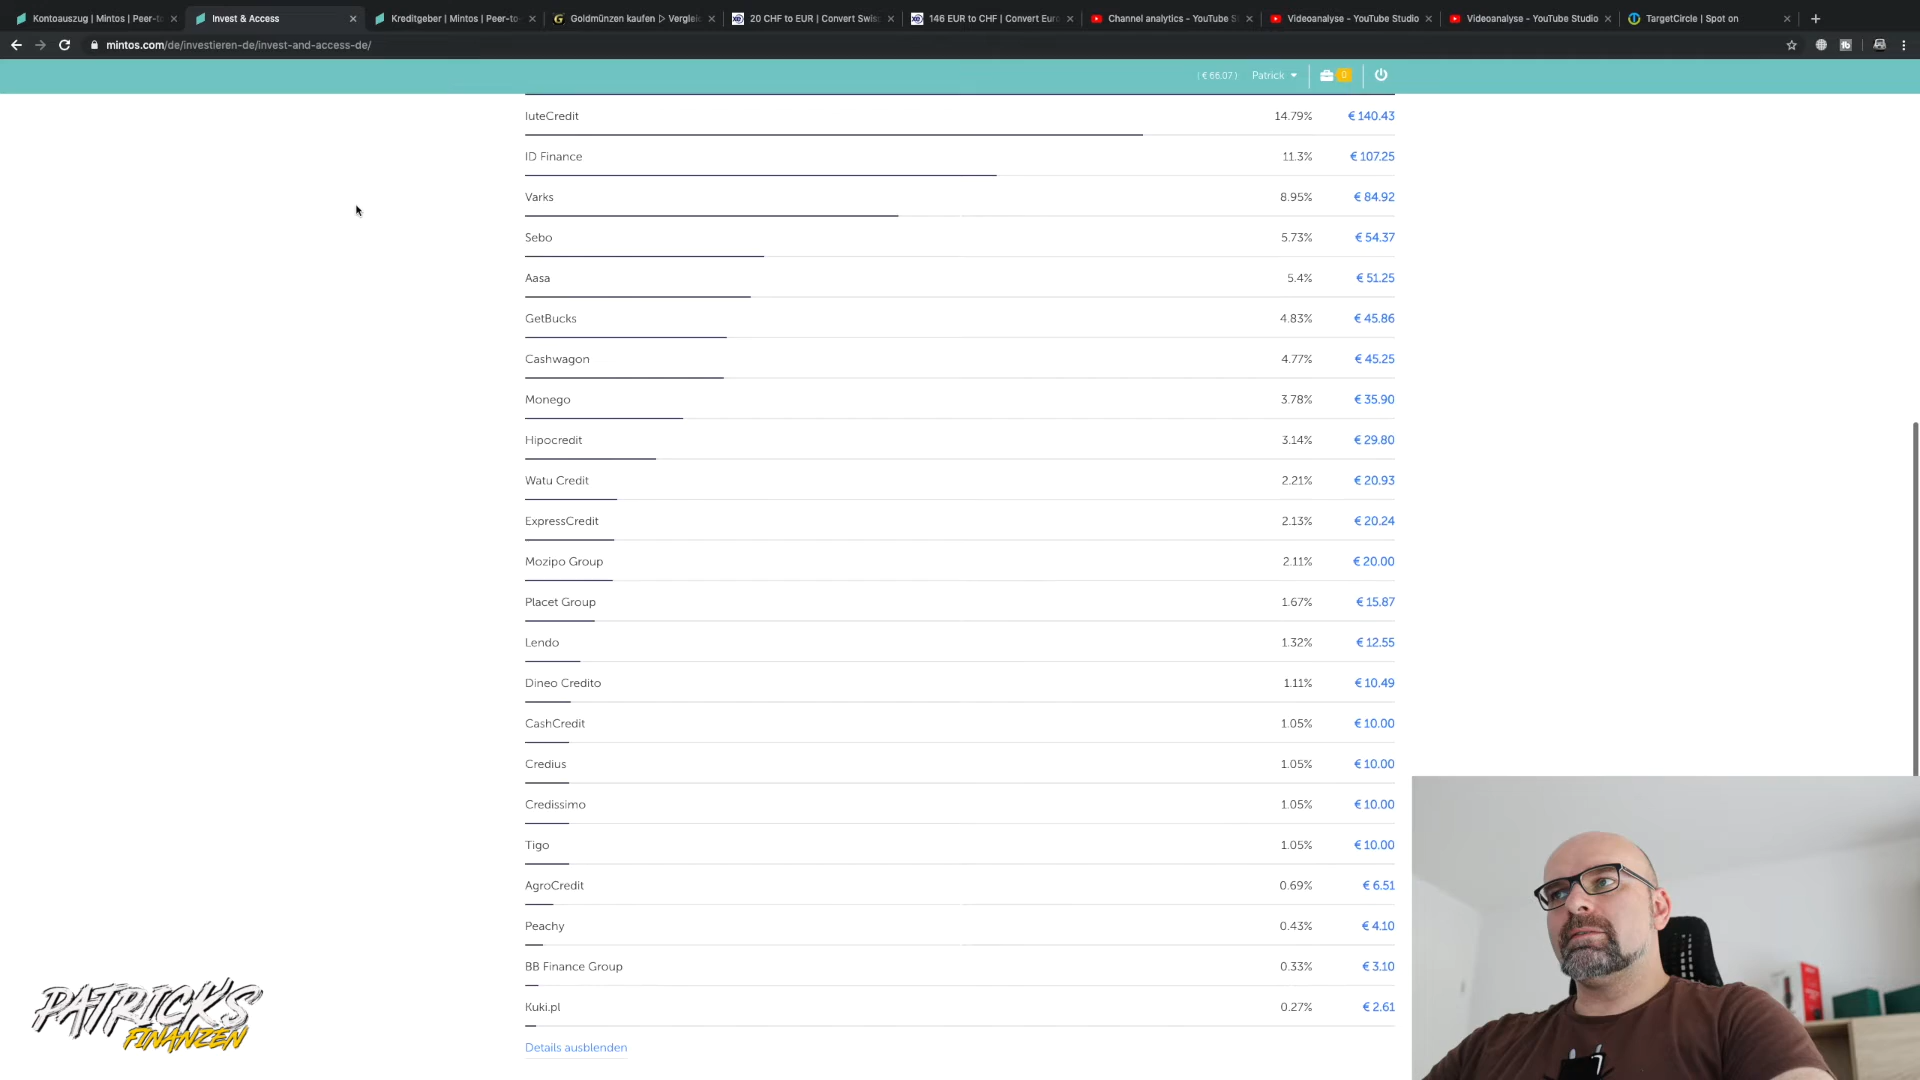 Kontoauszug | Mintos | Peer-to
Invest & Access
Kreditgeber | Mintos | Peer-to-
Goldmünzen kaufen ▷ Vergleic
20 CHF to EUR | Convert Swiss
146 EUR to CHF | Convert Euro
Channel analytics - YouTube S
Videoanalyse - YouTube Studio
Videoanalyse - YouTube Studio
TargetCircle | Spot on
mintos.com/de/investieren-de/invest-and-access-de/
( € 66.07 ) Patrick 0
IuteCredit 14.79% € 140.43
ID Finance 11.3% € 107.25
Varks 8.95% € 84.92
Sebo 5.73% € 54.37
Aasa 5.4% € 51.25
GetBucks 4.83% € 45.86
Cashwagon 4.77% € 45.25
Monego 3.78% € 35.90
Hipocredit 3.14% € 29.80
Watu Credit 2.21% € 20.93
ExpressCredit 2.13% € 20.24
Mozipo Group 2.11% € 20.00
Placet Group 1.67% € 15.87
Lendo 1.32% € 12.55
Dineo Credito 1.11% € 10.49
CashCredit 1.05% € 10.00
Credius 1.05% € 10.00
Credissimo 1.05% € 10.00
Tigo 1.05% € 10.00
AgroCredit 0.69% € 6.51
Peachy 0.43% € 4.10
BB Finance Group 0.33% € 3.10
Kuki.pl 0.27% € 2.61
Details ausblenden
PATRICKS
FINANZEN